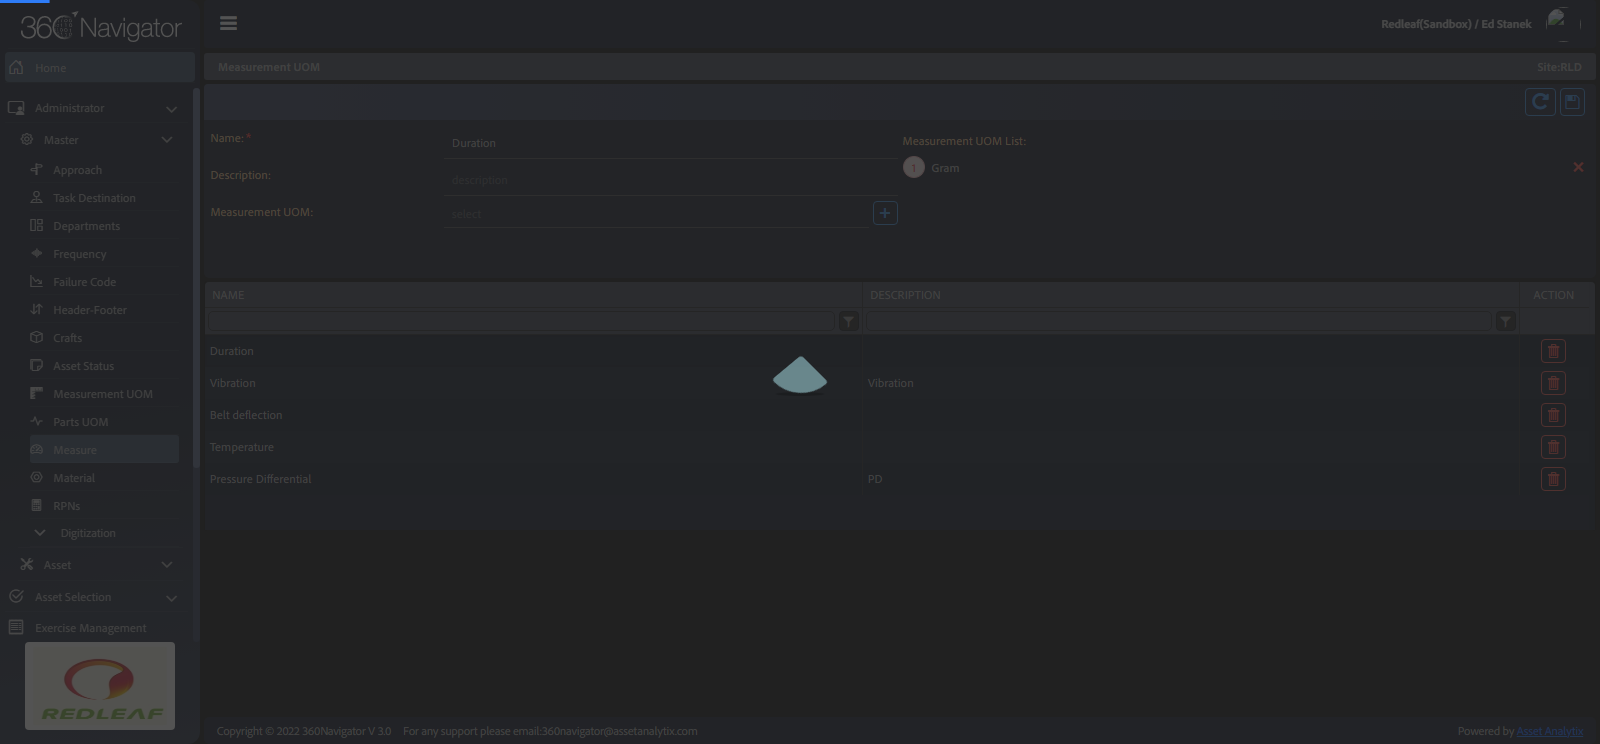 360 Navigator
Redleaf(Sandbox) / Ed Stanek
Home
Measurement UOM
Site:RLD
Administrator
Master
Approach
Task Destination
Departments
Frequency
Failure Code
Header-Footer
Crafts
Asset Status
Measurement UOM
Parts UOM
Measure
Material
RPNs
Digitization
Asset
Asset Selection
Exercise Management
REDLEAF
Name: *
Duration
Description:
description
Measurement UOM:
select
Measurement UOM List:
1 Gram
NAME DESCRIPTION ACTION
Duration
Vibration Vibration
Belt deflection
Temperature
Pressure Differential PD
Copyright © 2022 360Navigator V 3.0 For any support please email:360navigator@assetanalytix.com
Powered by Asset Analytix